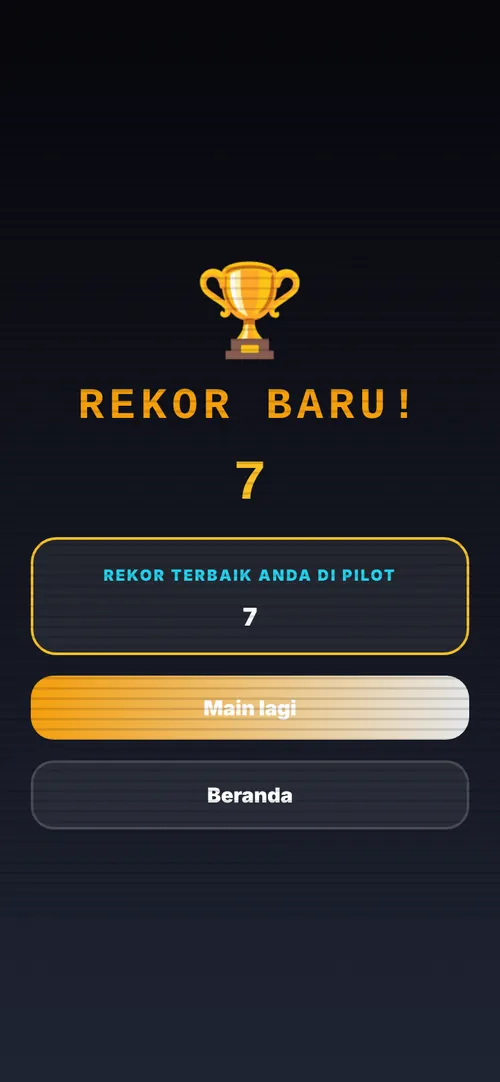 REKOR BARU!
7
REKOR TERBAIK ANDA DI PILOT
7
Main lagi
Beranda